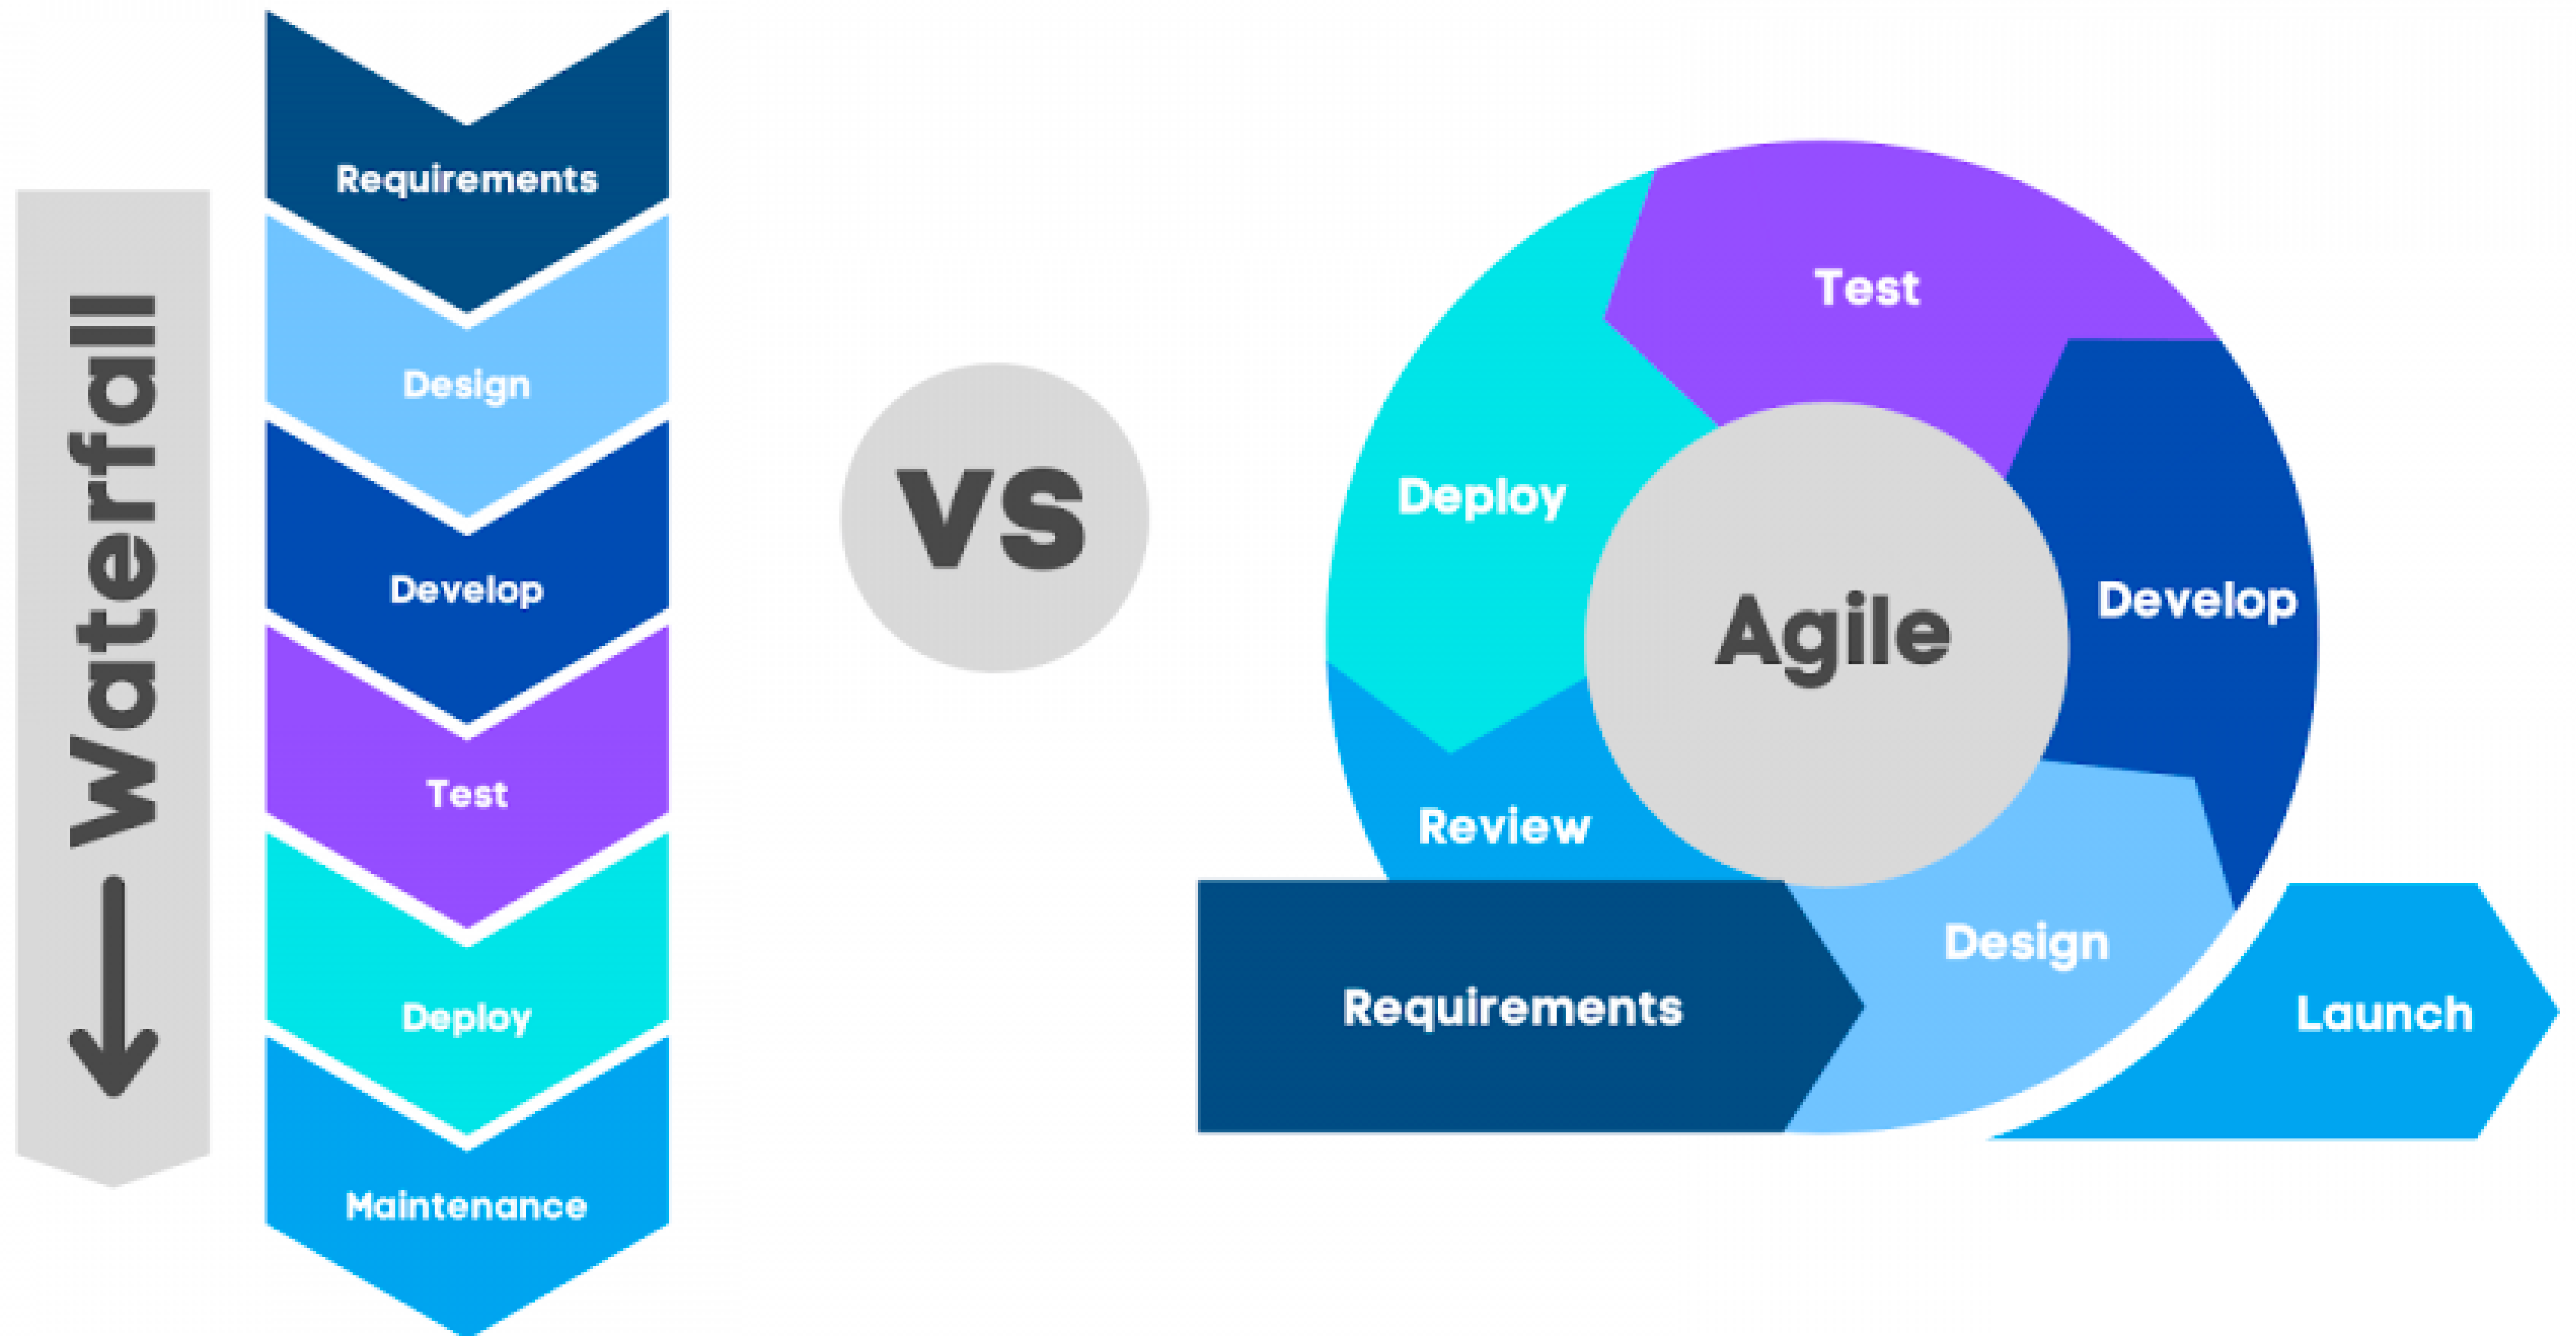 Waterfall
Requirements
Design
Develop
Test
Deploy
Maintenance
VS
Agile
Requirements
Design
Develop
Test
Deploy
Review
Launch